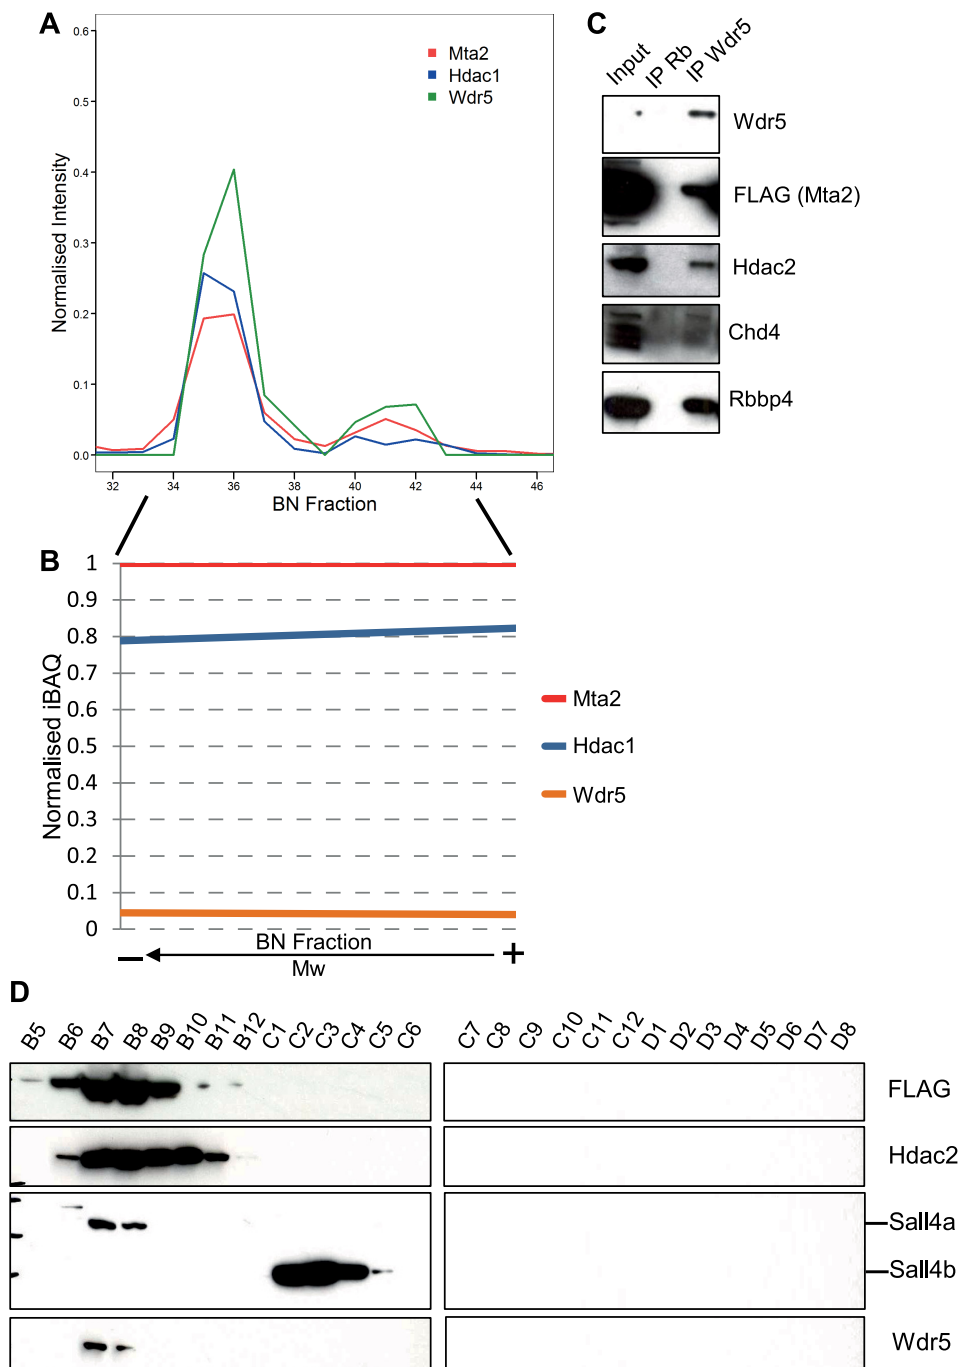 A
0.6
0.5
0.4
0.3
0.2
0.1
0.0
Normalised Intensity
Mta2
Hdac1
Wdr5
32 34 36 38 40 42 44 46
BN Fraction
C
Input IP Rb IP Wdr5
Wdr5
FLAG (Mta2)
Hdac2
Chd4
Rbbp4
B
1
0.9
0.8
0.7
0.6
0.5
0.4
0.3
0.2
0.1
0
Normalised iBAQ
Mta2
Hdac1
Wdr5
BN Fraction
− +
Mw
D
B5 B6 B7 B8 B9 B10 B11 B12 C1 C2 C3 C4 C5 C6 C7 C8 C9 C10 C11 C12 D1 D2 D3 D4 D5 D6 D7 D8
FLAG
Hdac2
Sall4a
Sall4b
Wdr5